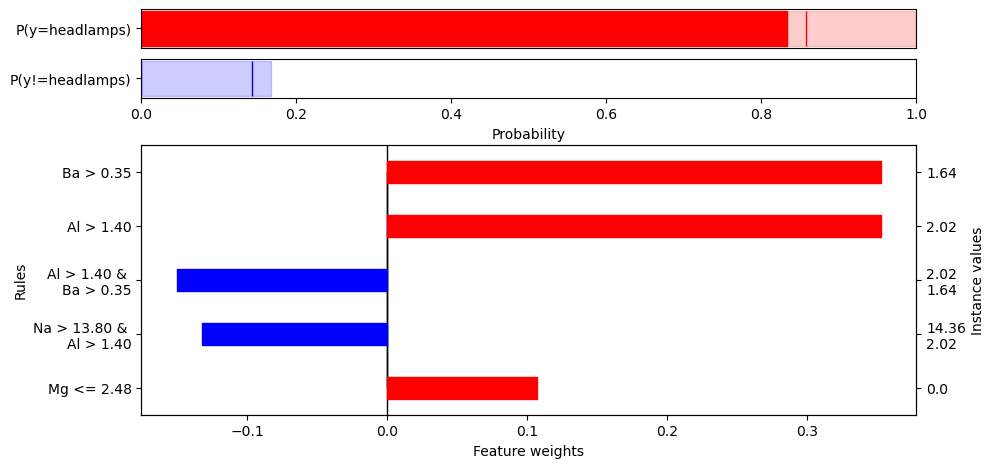 P(y=headlamps)
P(y!=headlamps)
0.0 0.2 0.4 0.6 0.8 1.0
Probability
Ba > 0.35 1.64
Al > 1.40 2.02
Al > 1.40 & 2.02
Ba > 0.35 1.64
Na > 13.80 & 14.36
Al > 1.40 2.02
Mg <= 2.48 0.0
Rules
Instance values
−0.1 0.0 0.1 0.2 0.3
Feature weights